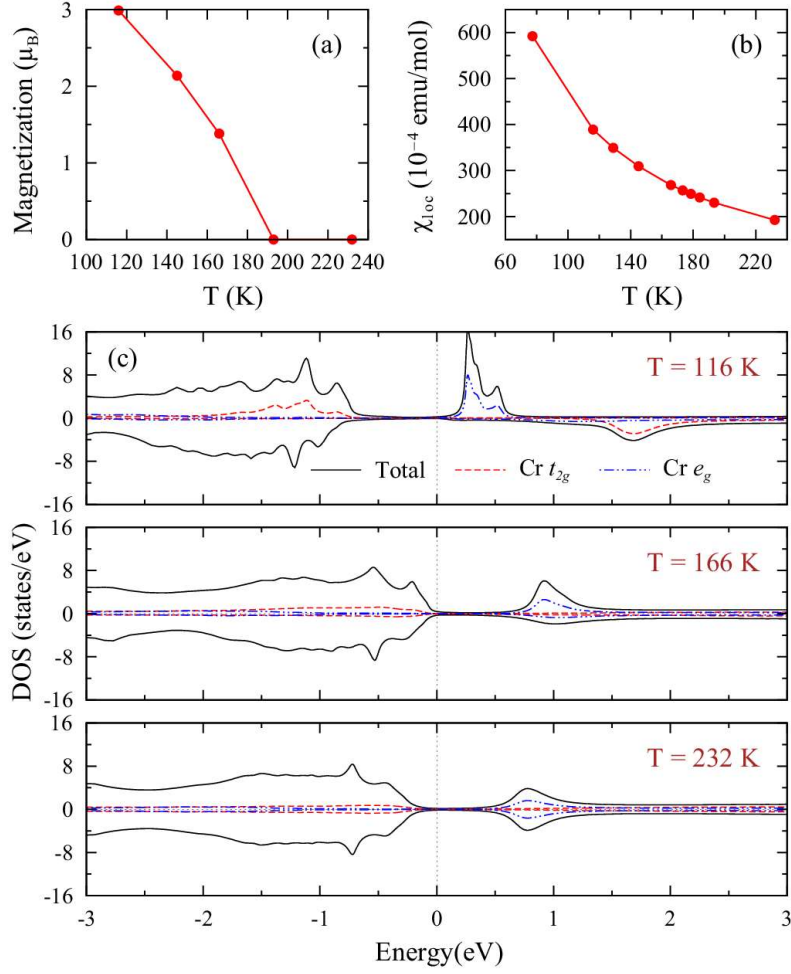 (a)
Magnetization (μB)
3
2
1
0
100 120 140 160 180 200 220 240
T (K)
(b)
χloc (10⁻⁴ emu/mol)
600
500
400
300
200
60 100 140 180 220
T (K)
(c)
T = 116 K
16
8
0
-8
-16
Total Cr t2g Cr eg
T = 166 K
16
8
0
-8
-16
DOS (states/eV)
T = 232 K
16
8
0
-8
-16
-3 -2 -1 0 1 2 3
Energy(eV)